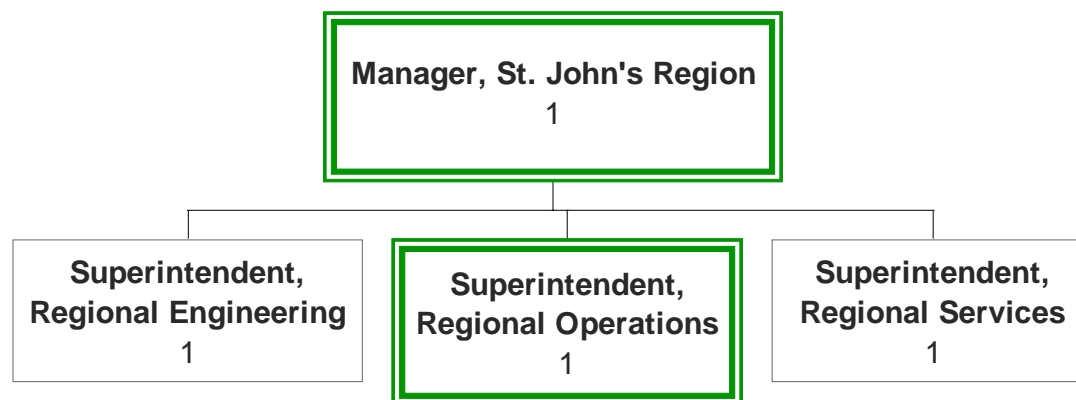 Manager, St. John's Region
1
Superintendent,
Regional Engineering
1
Superintendent,
Regional Operations
1
Superintendent,
Regional Services
1